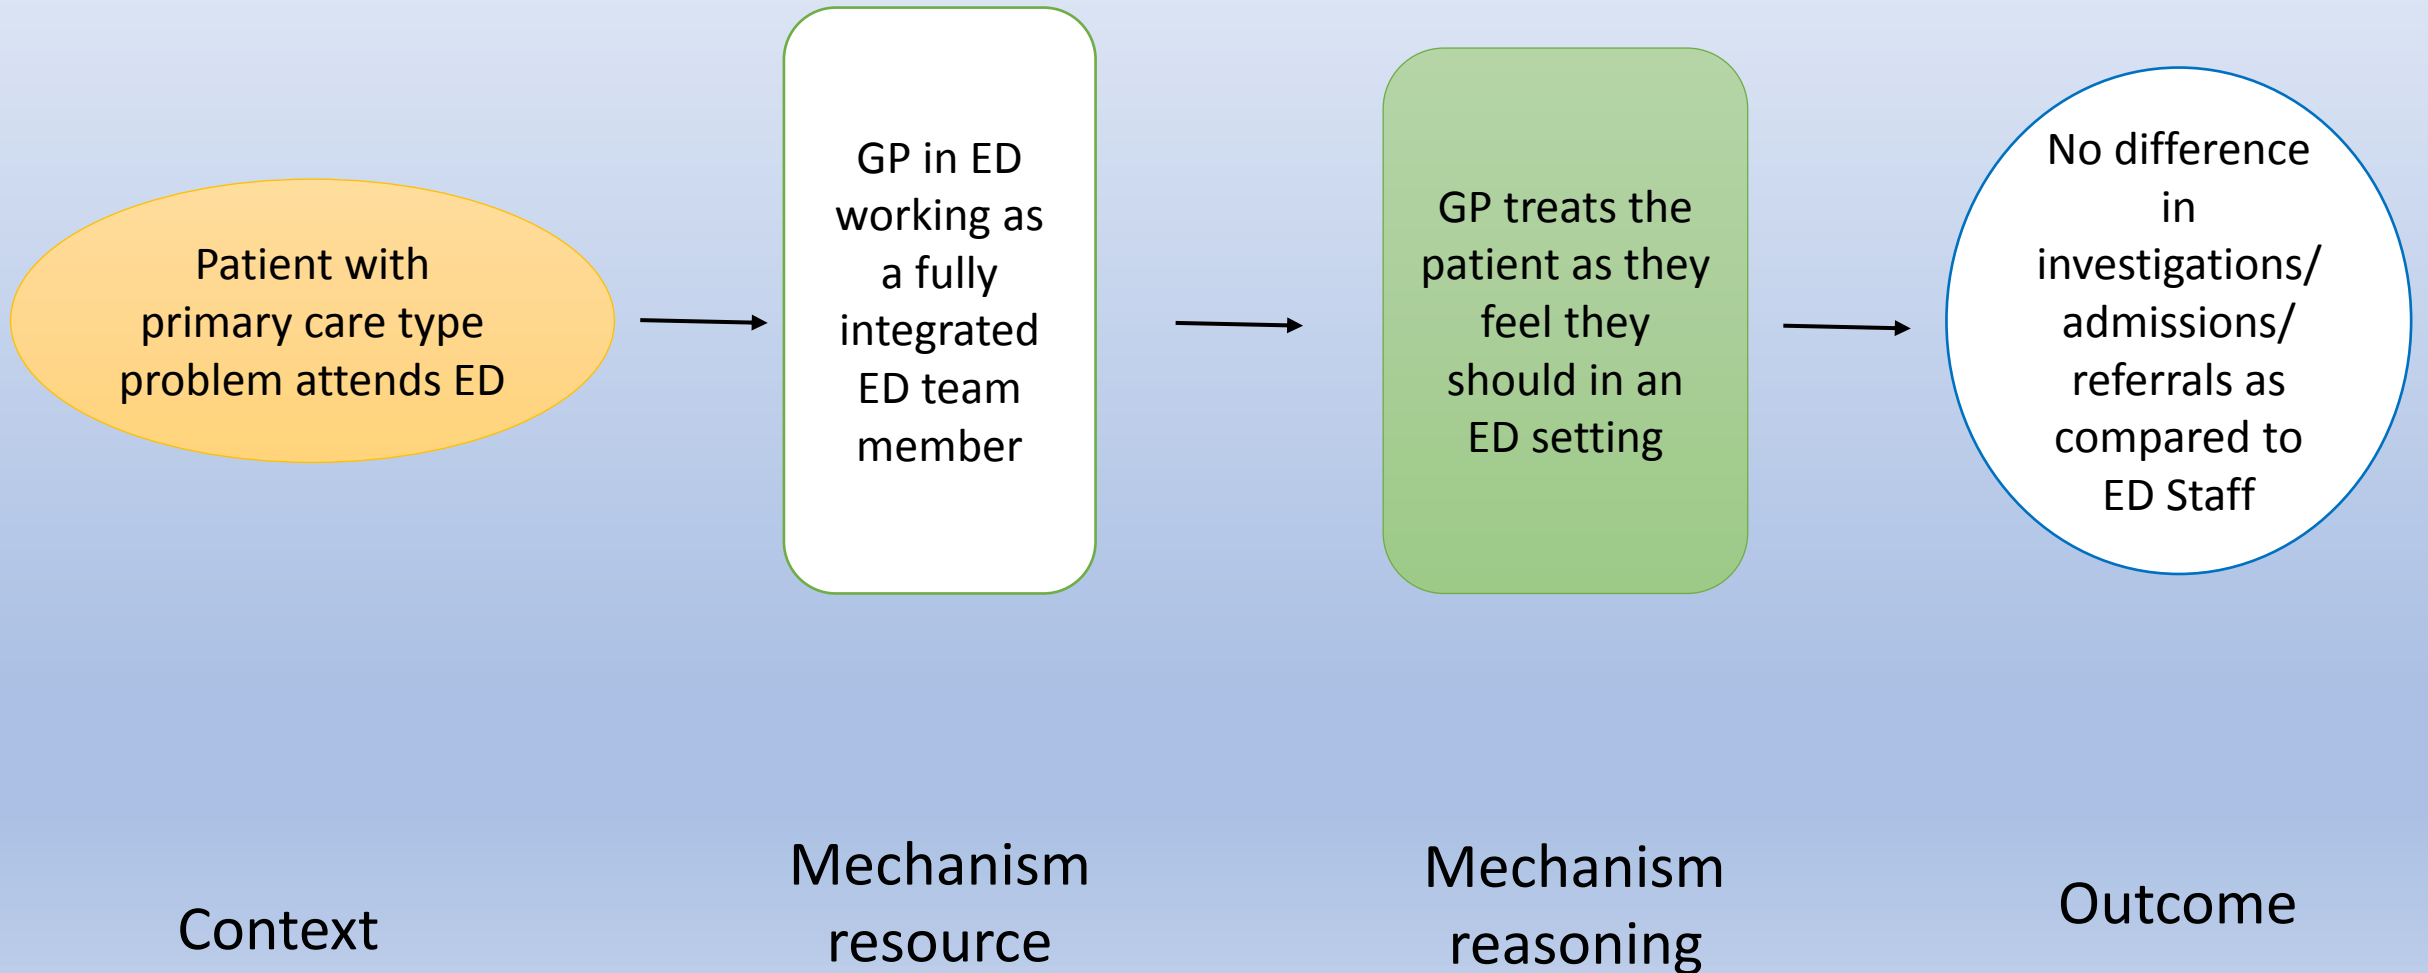 Patient with
primary care type
problem attends ED
GP in ED
working as
a fully
integrated
ED team
member
GP treats the
patient as they
feel they
should in an
ED setting
No difference
in
investigations/
admissions/
referrals as
compared to
ED Staff
Context
Mechanism
resource
Mechanism
reasoning
Outcome